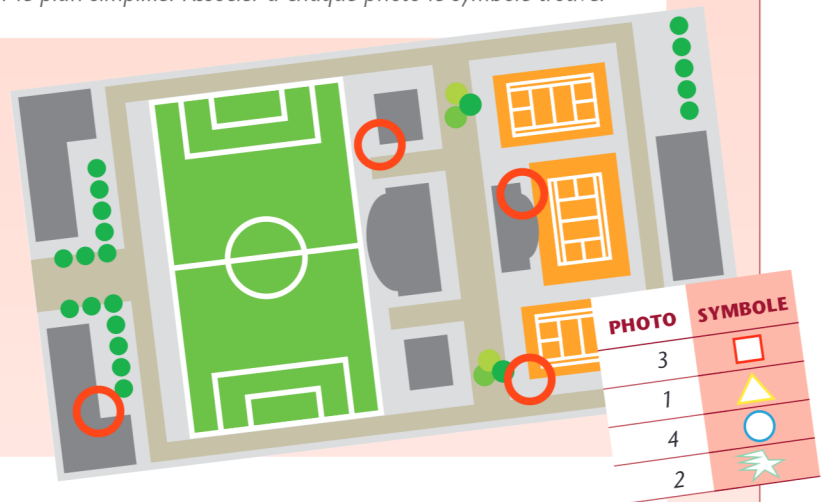 le plan simplifié. Associer à chaque photo le symbole trouvé.
PHOTO SYMBOLE
3
1
4
2